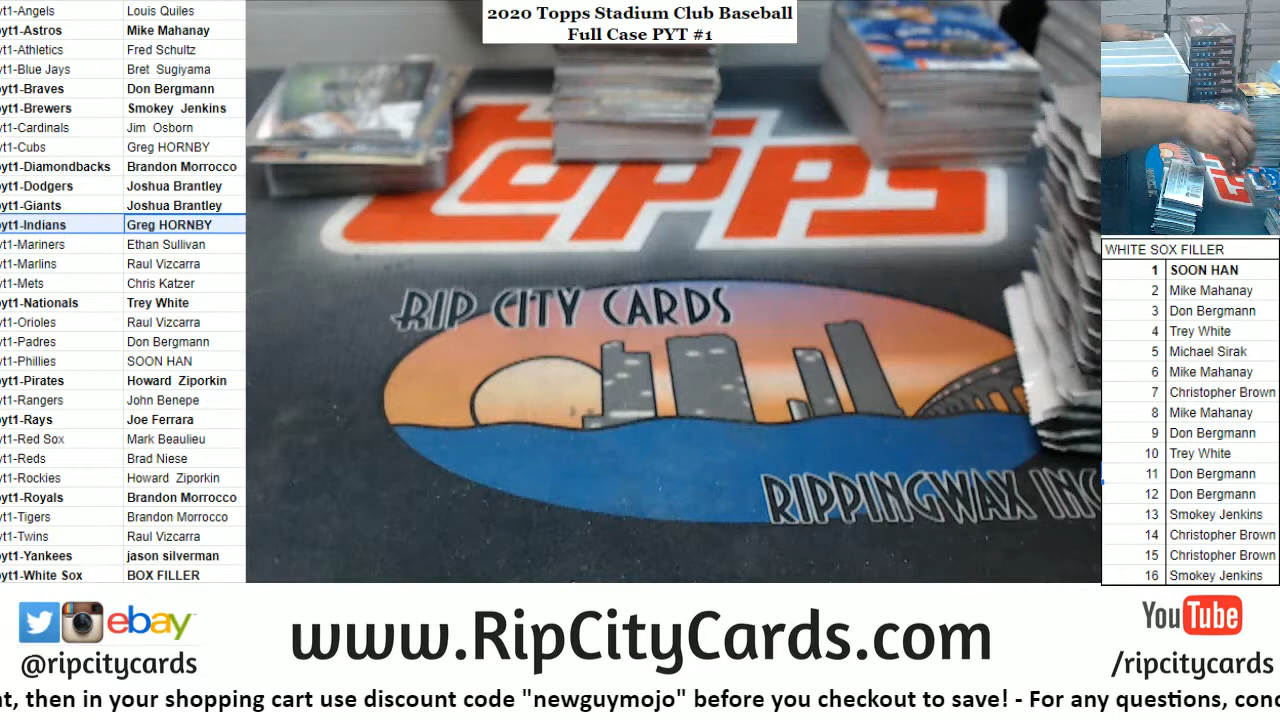 2020 Topps Stadium Club Baseball
Full Case PYT #1
yt1-Angels Louis Quiles
yt1-Astros Mike Mahanay
yt1-Athletics Fred Schultz
yt1-Blue Jays Bret Sugiyama
yt1-Braves Don Bergmann
yt1-Brewers Smokey Jenkins
yt1-Cardinals Jim Osborn
yt1-Cubs Greg HORNBY
yt1-Diamondbacks Brandon Morrocco
yt1-Dodgers Joshua Brantley
yt1-Giants Joshua Brantley
yt1-Indians Greg HORNBY
yt1-Mariners Ethan Sullivan
yt1-Marlins Raul Vizcarra
yt1-Mets Chris Katzer
yt1-Nationals Trey White
yt1-Orioles Raul Vizcarra
yt1-Padres Don Bergmann
yt1-Phillies SOON HAN
yt1-Pirates Howard Ziporkin
yt1-Rangers John Benepe
yt1-Rays Joe Ferrara
yt1-Red Sox Mark Beaulieu
yt1-Reds Brad Niese
yt1-Rockies Howard Ziporkin
yt1-Royals Brandon Morrocco
yt1-Tigers Brandon Morrocco
yt1-Twins Raul Vizcarra
yt1-Yankees jason silverman
yt1-White Sox BOX FILLER
Topps
RIP CITY CARDS
RIPPINGWAX INC
WHITE SOX FILLER
1 SOON HAN
2 Mike Mahanay
3 Don Bergmann
4 Trey White
5 Michael Sirak
6 Mike Mahanay
7 Christopher Brown
8 Mike Mahanay
9 Don Bergmann
10 Trey White
11 Don Bergmann
12 Don Bergmann
13 Smokey Jenkins
14 Christopher Brown
15 Christopher Brown
16 Smokey Jenkins
ebay
@ripcitycards
www.RipCityCards.com
YouTube
/ripcitycards
nt, then in your shopping cart use discount code "newguymojo" before you checkout to save! - For any questions, conc